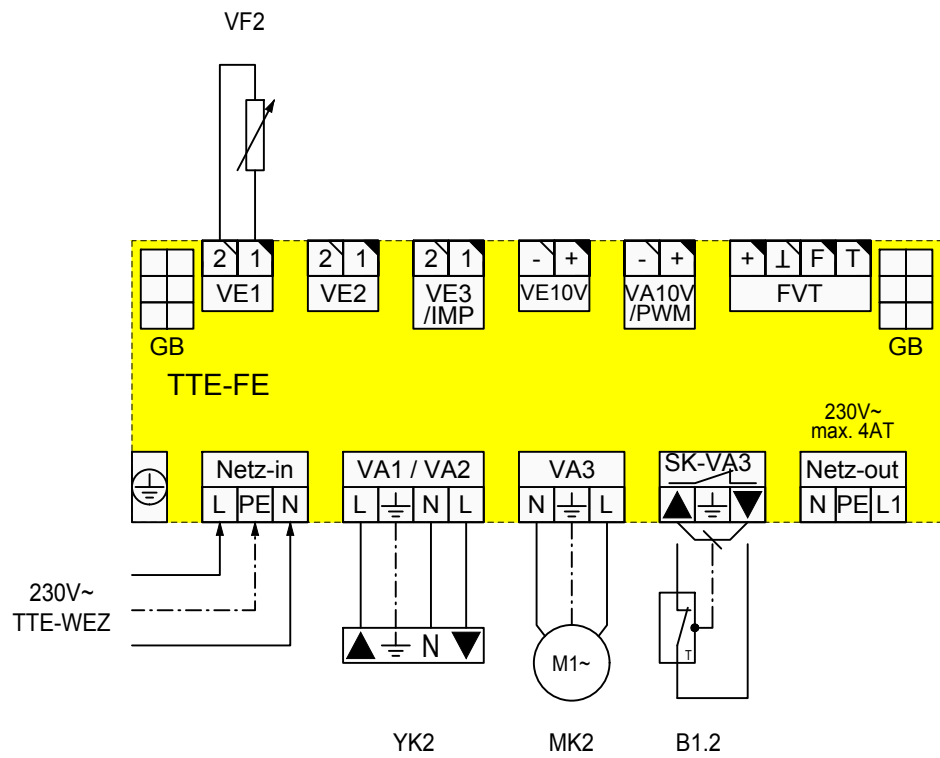 VF2
2 1 2 1 2 1 - + - + + ⊥ F T
VE1 VE2 VE3 VE10V VA10V FVT
/IMP /PWM
GB GB
TTE-FE
230V~
max. 4AT
Netz-in VA1 / VA2 VA3 SK-VA3 Netz-out
L PE N L N L N L N PE L1
230V~
TTE-WEZ
N
M1~
T
YK2 MK2 B1.2